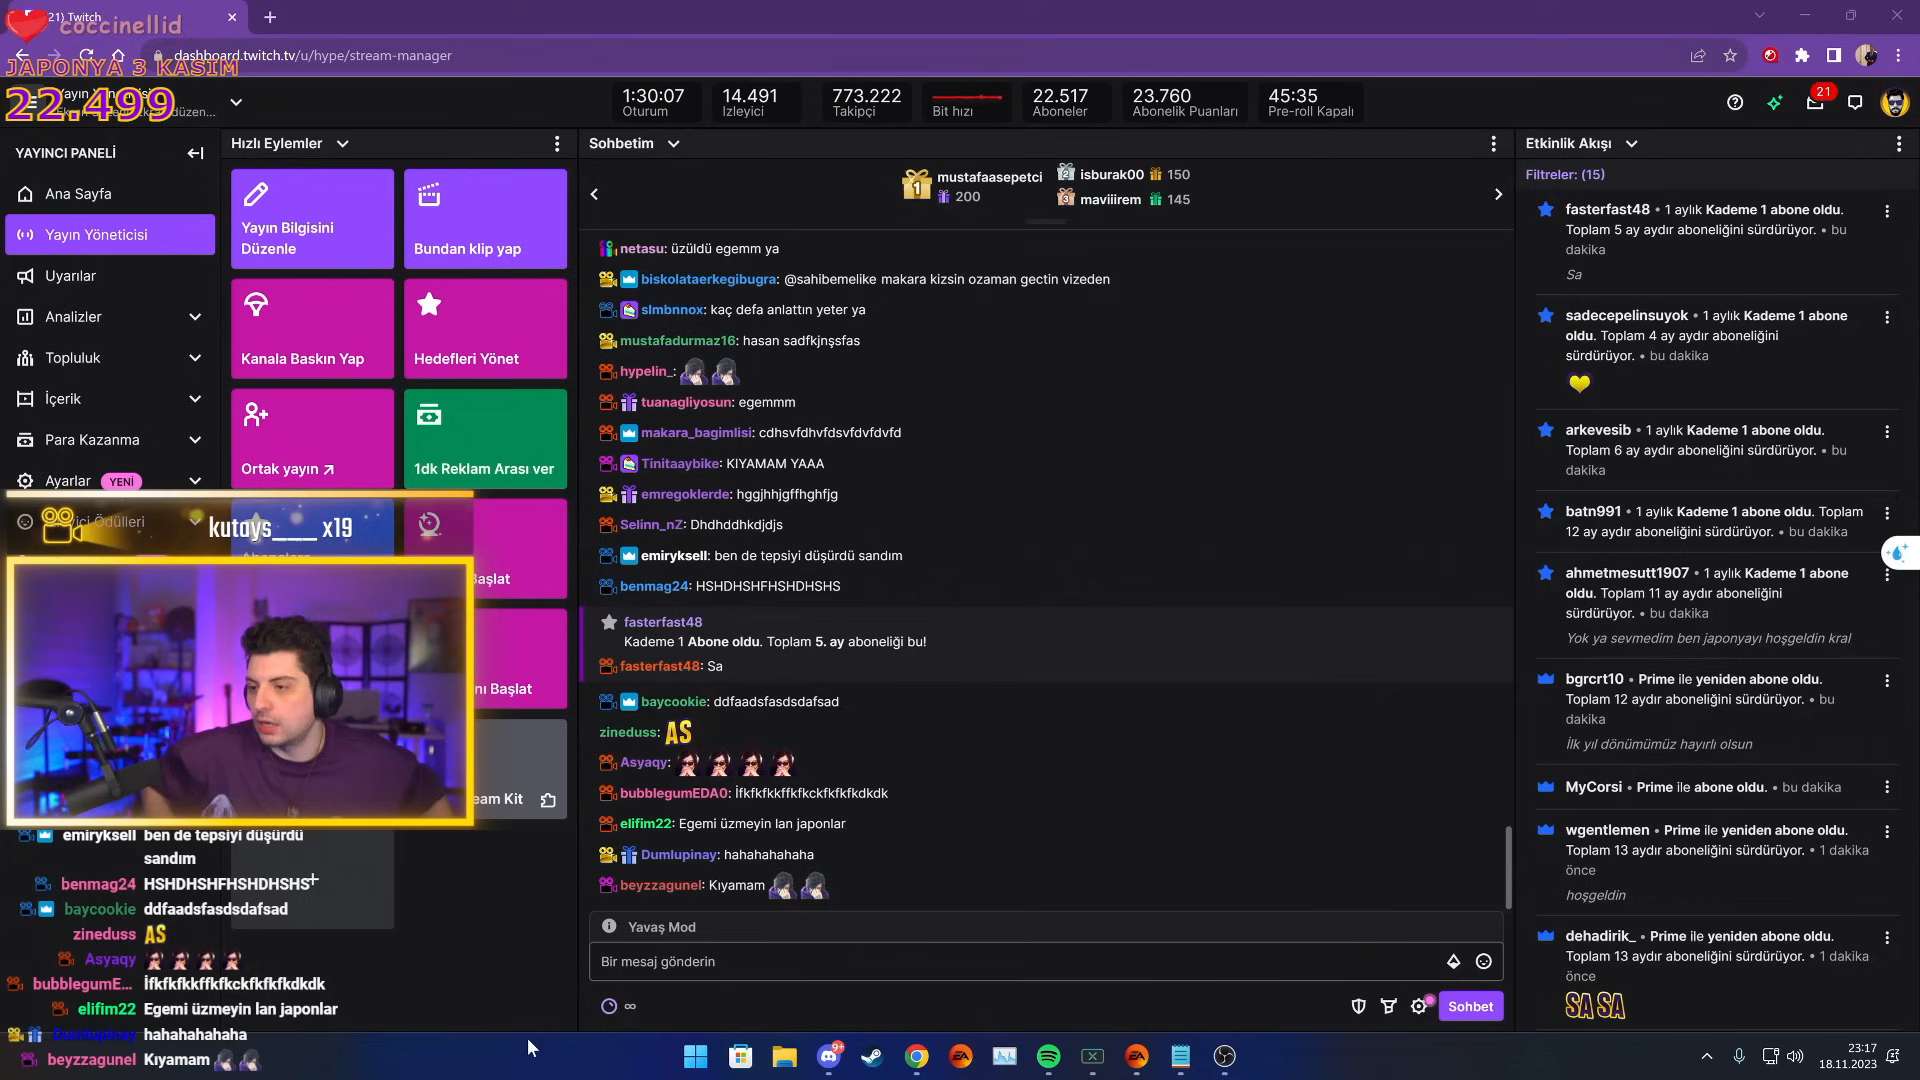 21) Twitch
coccinellid
dashboard.twitch.tv/u/hype/stream-manager
JAPONYA 3 KASIM
22.499
1:30:07
Oturum
14.491
İzleyici
773.222
Takipçi
Bit hızı
22.517
Aboneler
23.760
Abonelik Puanları
45:35
Pre-roll Kapalı
21
YAYINCI PANELİ
Ana Sayfa
Yayın Yöneticisi
Uyarılar
Analizler
Topluluk
İçerik
Para Kazanma
Ayarlar YENİ
Hızlı Eylemler
Yayın Bilgisini
Düzenle
Bundan klip yap
Kanala Baskın Yap
Hedefleri Yönet
Ortak yayın
1dk Reklam Arası ver
kutays___ x19
Başlat
nı Başlat
eam Kit
emiryksell ben de tepsiyi düşürdü
sandım
benmag24 HSHDHSHFHSHDHSHS
baycookie ddfaadsfasdsdafsad
zineduss AS
Asyaqy
bubblegumE... İfkfkfkkffkfkckfkfkfkdkdk
elifim22 Egemi üzmeyin lan japonlar
Dumlupinay hahahahahaha
beyzzagunel Kıyamam
Sohbetim
1 mustafaasepetci
200
2 isburak00 150
3 maviiirem 145
netasu: üzüldü egemm ya
biskolataerkegibugra: @sahibemelike makara kizsin ozaman gectin vizeden
slmbnnox: kaç defa anlattın yeter ya
mustafadurmaz16: hasan sadfkjnşsfas
hypelin_:
tuanagliyosun: egemmm
makara_bagimlisi: cdhsvfdhvfdsvfdvfdvfd
Tinitaaybike: KIYAMAM YAAA
emregoklerde: hggjhhjgffhghfjg
Selinn_nZ: Dhdhddhkdjdjs
emiryksell: ben de tepsiyi düşürdü sandım
benmag24: HSHDHSHFHSHDHSHS
fasterfast48
Kademe 1 Abone oldu. Toplam 5. ay aboneliği bu!
fasterfast48: Sa
baycookie: ddfaadsfasdsdafsad
zineduss: AS
Asyaqy:
bubblegumEDA0: İfkfkfkkffkfkckfkfkfkdkdk
elifim22: Egemi üzmeyin lan japonlar
Dumlupinay: hahahahahaha
beyzzagunel: Kıyamam
Yavaş Mod
Bir mesaj gönderin
Sohbet
Etkinlik Akışı
Filtreler: (15)
fasterfast48 • 1 aylık Kademe 1 abone oldu.
Toplam 5 ay aydır aboneliğini sürdürüyor. • bu
dakika
Sa
sadecepelinsuyok • 1 aylık Kademe 1 abone
oldu. Toplam 4 ay aydır aboneliğini
sürdürüyor. • bu dakika
arkevesib • 1 aylık Kademe 1 abone oldu.
Toplam 6 ay aydır aboneliğini sürdürüyor. • bu
dakika
batn991 • 1 aylık Kademe 1 abone oldu. Toplam
12 ay aydır aboneliğini sürdürüyor. • bu dakika
ahmetmesutt1907 • 1 aylık Kademe 1 abone
oldu. Toplam 11 ay aydır aboneliğini
sürdürüyor. • bu dakika
Yok ya sevmedim ben japonyayı hoşgeldin kral
bgrcrt10 • Prime ile yeniden abone oldu.
Toplam 12 aydır aboneliğini sürdürüyor. • bu
dakika
İlk yıl dönümümüz hayırlı olsun
MyCorsi • Prime ile abone oldu. • bu dakika
wgentlemen • Prime ile yeniden abone oldu.
Toplam 13 aydır aboneliğini sürdürüyor. • 1 dakika
önce
hoşgeldin
dehadirik_ • Prime ile yeniden abone oldu.
Toplam 13 aydır aboneliğini sürdürüyor. • 1 dakika
önce
SA SA
9+
23:17
18.11.2023